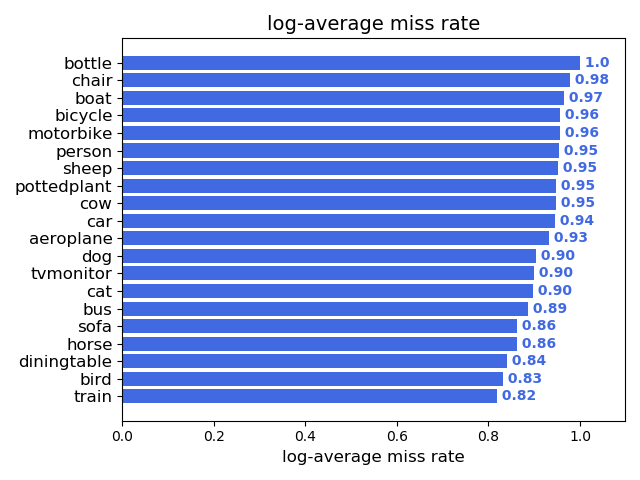 log-average miss rate
bottle 1.0
chair 0.98
boat 0.97
bicycle 0.96
motorbike 0.96
person 0.95
sheep 0.95
pottedplant 0.95
cow 0.95
car 0.94
aeroplane 0.93
dog 0.90
tvmonitor 0.90
cat 0.90
bus 0.89
sofa 0.86
horse 0.86
diningtable 0.84
bird 0.83
train 0.82
0.0 0.2 0.4 0.6 0.8 1.0
log-average miss rate